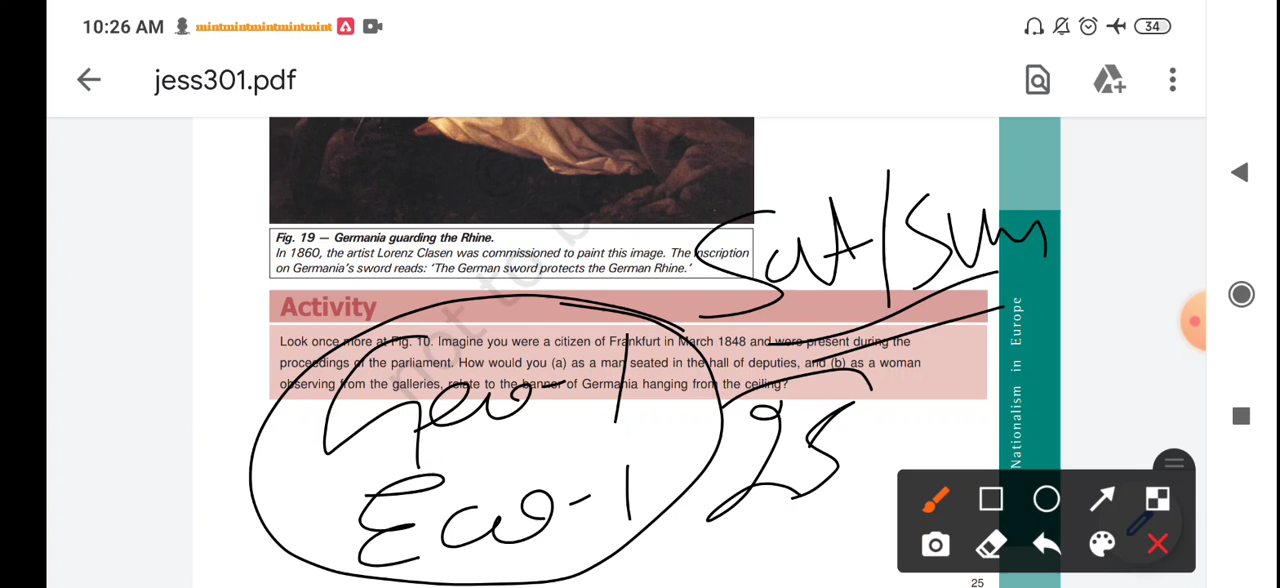 10:26 AM mintmintmintmintmint 34
jess301.pdf
Fig. 19 — Germania guarding the Rhine.
In 1860, the artist Lorenz Clasen was commissioned to paint this image. The inscription
on Germania's sword reads: 'The German sword protects the German Rhine.'
Sat/Sun
Activity
Look once more at Fig. 10. Imagine you were a citizen of Frankfurt in March 1848 and were present during the
proceedings of the parliament. How would you (a) as a man seated in the hall of deputies, and (b) as a woman
observing from the galleries, relate to the banner of Germania hanging from the ceiling?
Geo-1
Eco-1
25
Nationalism in Europe
not to be
25